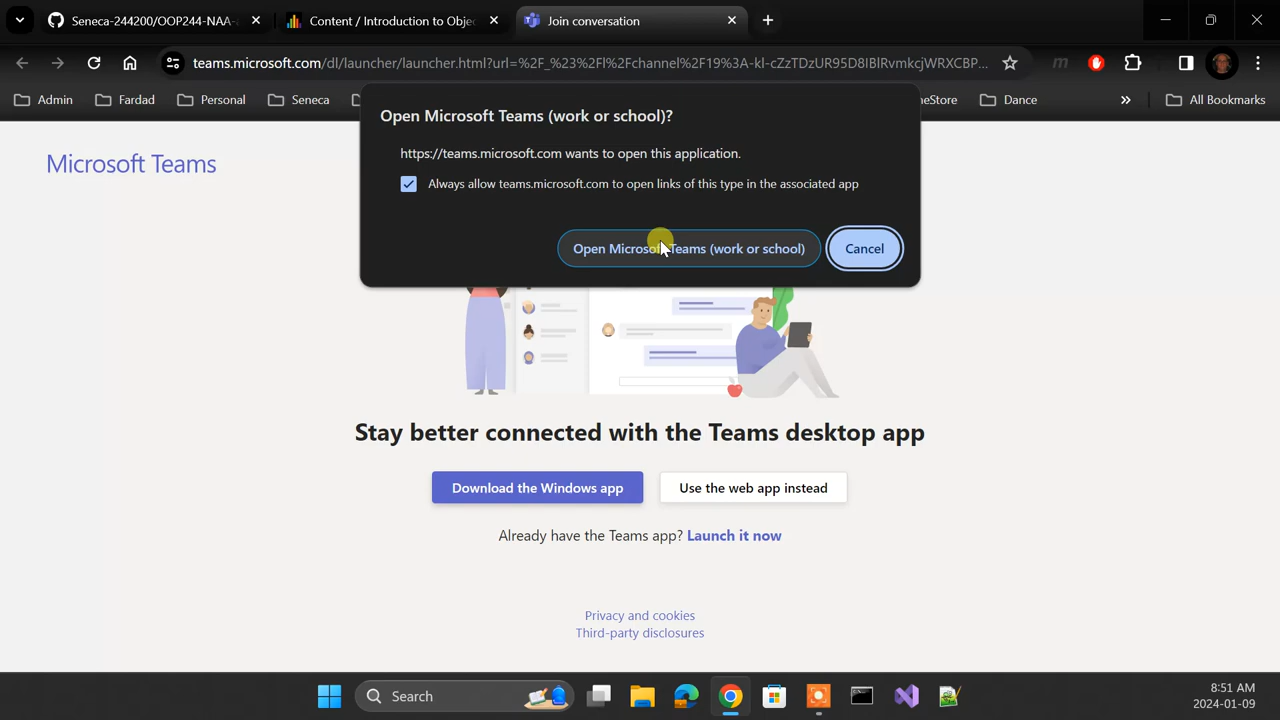 Seneca-244200/OOP244-NAA-
Content / Introduction to Objec
Join conversation
teams.microsoft.com/dl/launcher/launcher.html?url=%2F_%23%2Fl%2Fchannel%2F19%3A-kl-cZzTDzUR95D8IBlRvmkcjWRXCBP...
Admin
Fardad
Personal
Seneca
neStore
Dance
All Bookmarks
Open Microsoft Teams (work or school)?
https://teams.microsoft.com wants to open this application.
Always allow teams.microsoft.com to open links of this type in the associated app
Open Microsoft Teams (work or school)
Cancel
Microsoft Teams
Stay better connected with the Teams desktop app
Download the Windows app
Use the web app instead
Already have the Teams app? Launch it now
Privacy and cookies
Third-party disclosures
Search
8:51 AM
2024-01-09